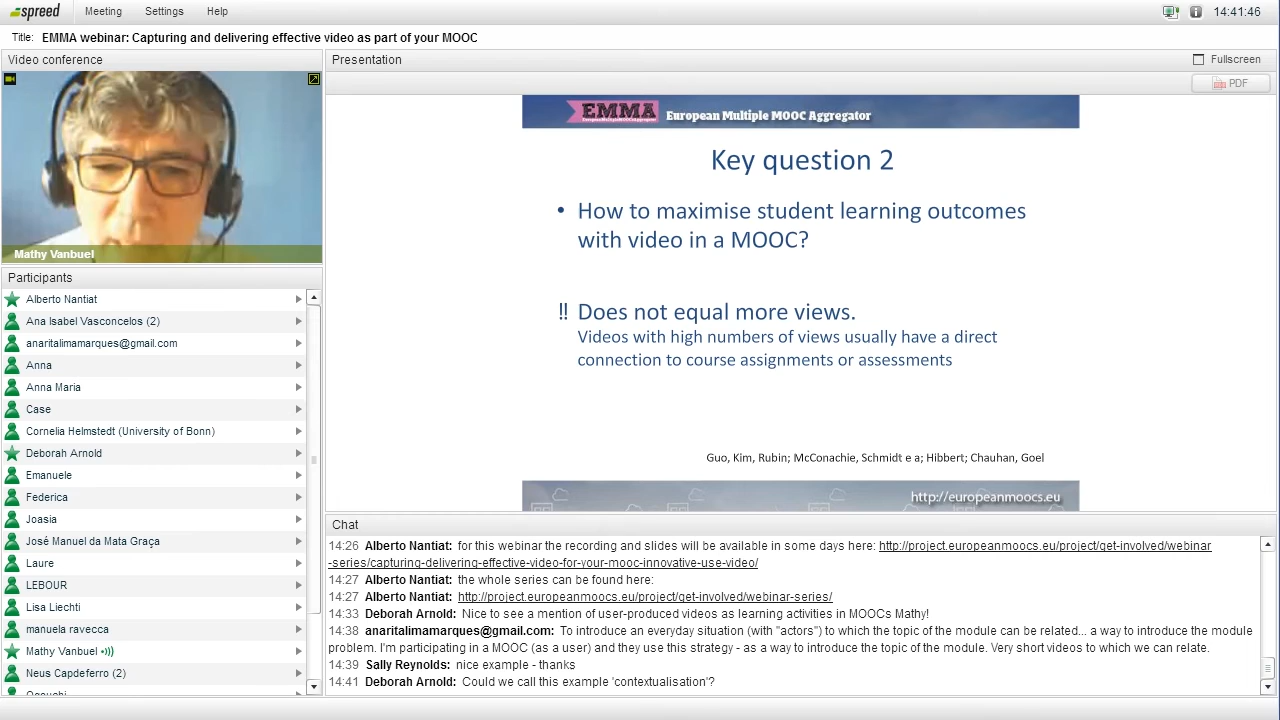 spreed Meeting Settings Help 14:41:46
Title: EMMA webinar: Capturing and delivering effective video as part of your MOOC
Video conference
Mathy Vanbuel
Participants
Alberto Nantiat
Ana Isabel Vasconcelos (2)
anaritalimamarques@gmail.com
Anna
Anna Maria
Case
Cornelia Helmstedt (University of Bonn)
Deborah Arnold
Emanuele
Federica
Joasia
José Manuel da Mata Graça
Laure
LEBOUR
Lisa Liechti
manuela ravecca
Mathy Vanbuel
Neus Capdeferro (2)
Presentation Fullscreen
PDF
EMMA European Multiple MOOC Aggregator
Key question 2
• How to maximise student learning outcomes
with video in a MOOC?
‼ Does not equal more views.
Videos with high numbers of views usually have a direct
connection to course assignments or assessments
Guo, Kim, Rubin; McConachie, Schmidt e a; Hibbert; Chauhan, Goel
http://europeanmoocs.eu
Chat
14:26 Alberto Nantiat: for this webinar the recording and slides will be available in some days here: http://project.europeanmoocs.eu/project/get-involved/webinar
-series/capturing-delivering-effective-video-for-your-mooc-innovative-use-video/
14:27 Alberto Nantiat: the whole series can be found here:
14:27 Alberto Nantiat: http://project.europeanmoocs.eu/project/get-involved/webinar-series/
14:33 Deborah Arnold: Nice to see a mention of user-produced videos as learning activities in MOOCs Mathy!
14:38 anaritalimamarques@gmail.com: To introduce an everyday situation (with "actors") to which the topic of the module can be related... a way to introduce the module
problem. I'm participating in a MOOC (as a user) and they use this strategy - as a way to introduce the topic of the module. Very short videos to which we can relate.
14:39 Sally Reynolds: nice example - thanks
14:41 Deborah Arnold: Could we call this example 'contextualisation'?